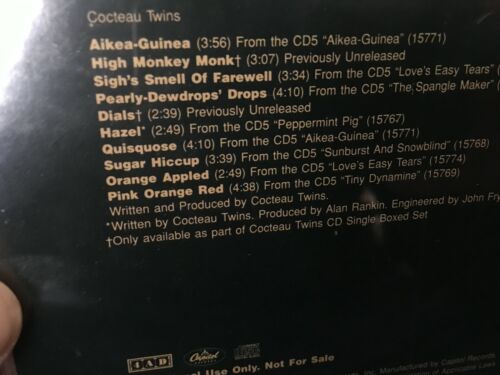 Cocteau Twins
Aikea-Guinea (3:56) From the CD5 "Aikea-Guinea" (15771)
High Monkey Monk† (3:07) Previously Unreleased
Sigh's Smell Of Farewell (3:34) From the CD5 "Love's Easy Tears"
Pearly-Dewdrops' Drops (4:10) From the CD5 "The Spangle Maker"
Dials† (2:39) Previously Unreleased
Hazel* (2:49) From the CD5 "Peppermint Pig" (15767)
Quisquose (4:10) From the CD5 "Aikea-Guinea" (15771)
Sugar Hiccup (3:39) From the CD5 "Sunburst And Snowblind" (15768)
Orange Appled (2:49) From the CD5 "Love's Easy Tears" (15774)
Pink Orange Red (4:38) From the CD5 "Tiny Dynamine" (15769)
Written and Produced by Cocteau Twins.
*Written by Cocteau Twins. Produced by Alan Rankin. Engineered by John Fry
†Only available as part of Cocteau Twins CD Single Boxed Set
CAD Capitol
Inc. Manufactured by Capitol Records
Use Only. Not For Sale
of Applicable Laws